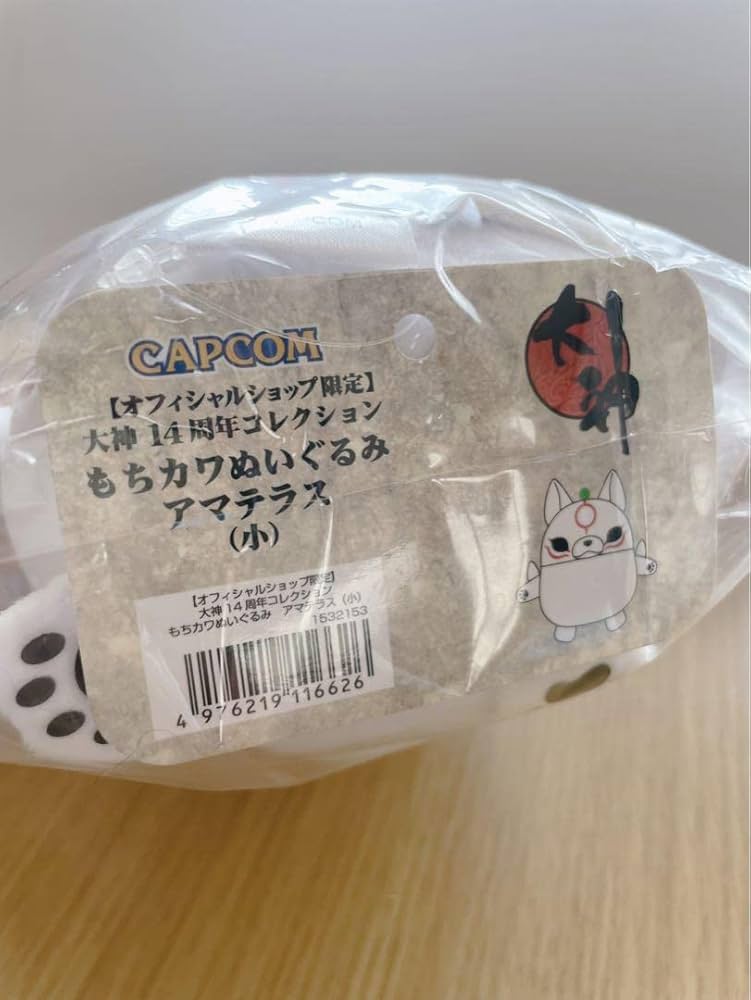 CAPCOM
【オフィシャルショップ限定】
大神 14周年コレクション
もちカワぬいぐるみ
アマテラス
(小)
大神
【オフィシャルショップ限定】
大神14周年コレクション
もちカワぬいぐるみ アマテラス(小)
1532153
4 976219 116626